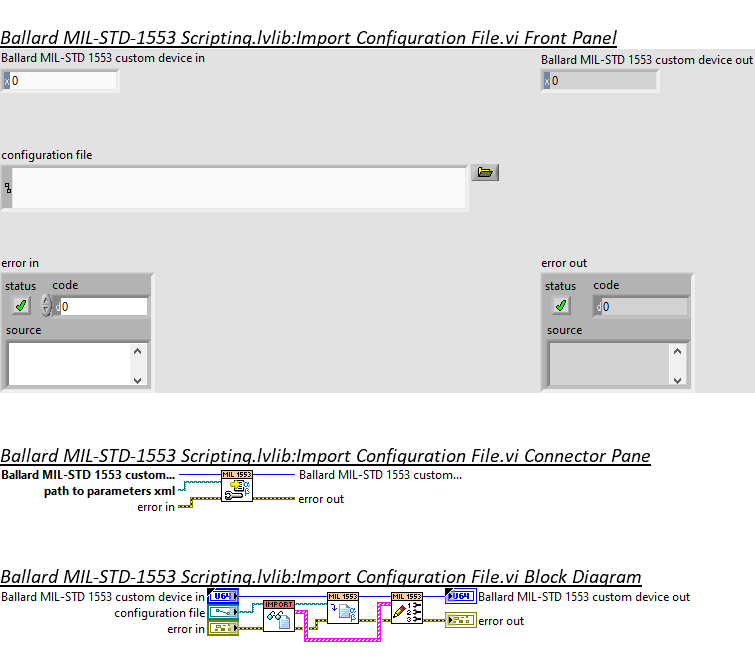 Ballard MIL-STD-1553 Scripting.lvlib:Import Configuration File.vi Front Panel
Ballard MIL-STD 1553 custom device in
Ballard MIL-STD 1553 custom device out
x 0
x 0
configuration file
error in
error out
status code
status code
d 0
d 0
source
source
Ballard MIL-STD-1553 Scripting.lvlib:Import Configuration File.vi Connector Pane
Ballard MIL-STD 1553 custom...
MIL 1553
Ballard MIL-STD 1553 custom...
path to parameters xml
error in
error out
Ballard MIL-STD-1553 Scripting.lvlib:Import Configuration File.vi Block Diagram
Ballard MIL-STD 1553 custom device in
U64
MIL 1553
MIL 1553
U64
Ballard MIL-STD 1553 custom device out
configuration file
IMPORT
error in
error out